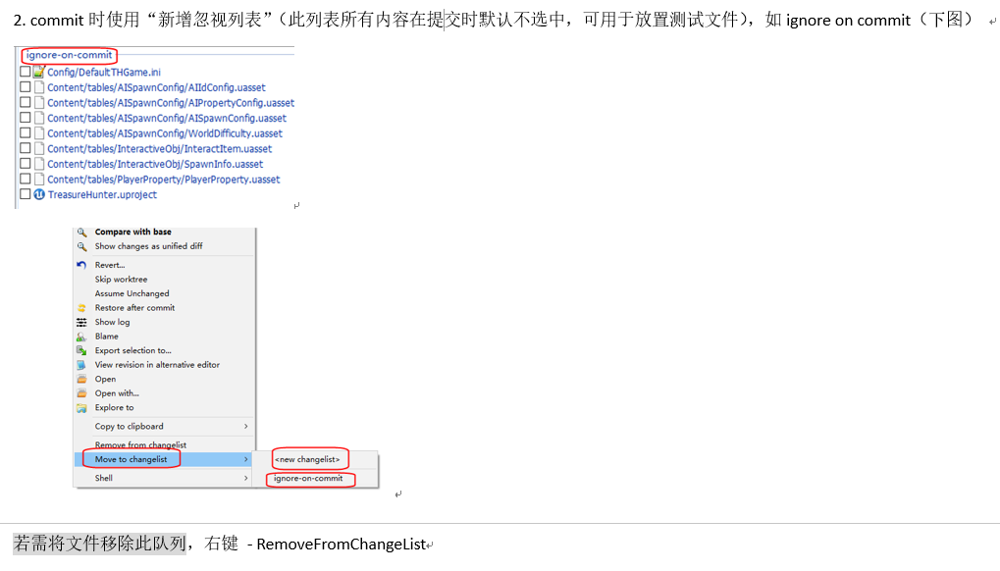 2. commit 时使用“新增忽视列表”（此列表所有内容在提交时默认不选中，可用于放置测试文件），如 ignore on commit（下图）
ignore-on-commit
Config/DefaultTHGame.ini
Content/tables/AISpawnConfig/AIIdConfig.uasset
Content/tables/AISpawnConfig/AIPropertyConfig.uasset
Content/tables/AISpawnConfig/AISpawnConfig.uasset
Content/tables/AISpawnConfig/WorldDifficulty.uasset
Content/tables/InteractiveObj/InteractItem.uasset
Content/tables/InteractiveObj/SpawnInfo.uasset
Content/tables/PlayerProperty/PlayerProperty.uasset
TreasureHunter.uproject
Compare with base
Show changes as unified diff
Revert...
Skip worktree
Assume Unchanged
Restore after commit
Show log
Blame
Export selection to...
View revision in alternative editor
Open
Open with...
Explore to
Copy to clipboard
Remove from changelist
Move to changelist
<new changelist>
Shell
ignore-on-commit
若需将文件移除此队列，右键 - RemoveFromChangeList